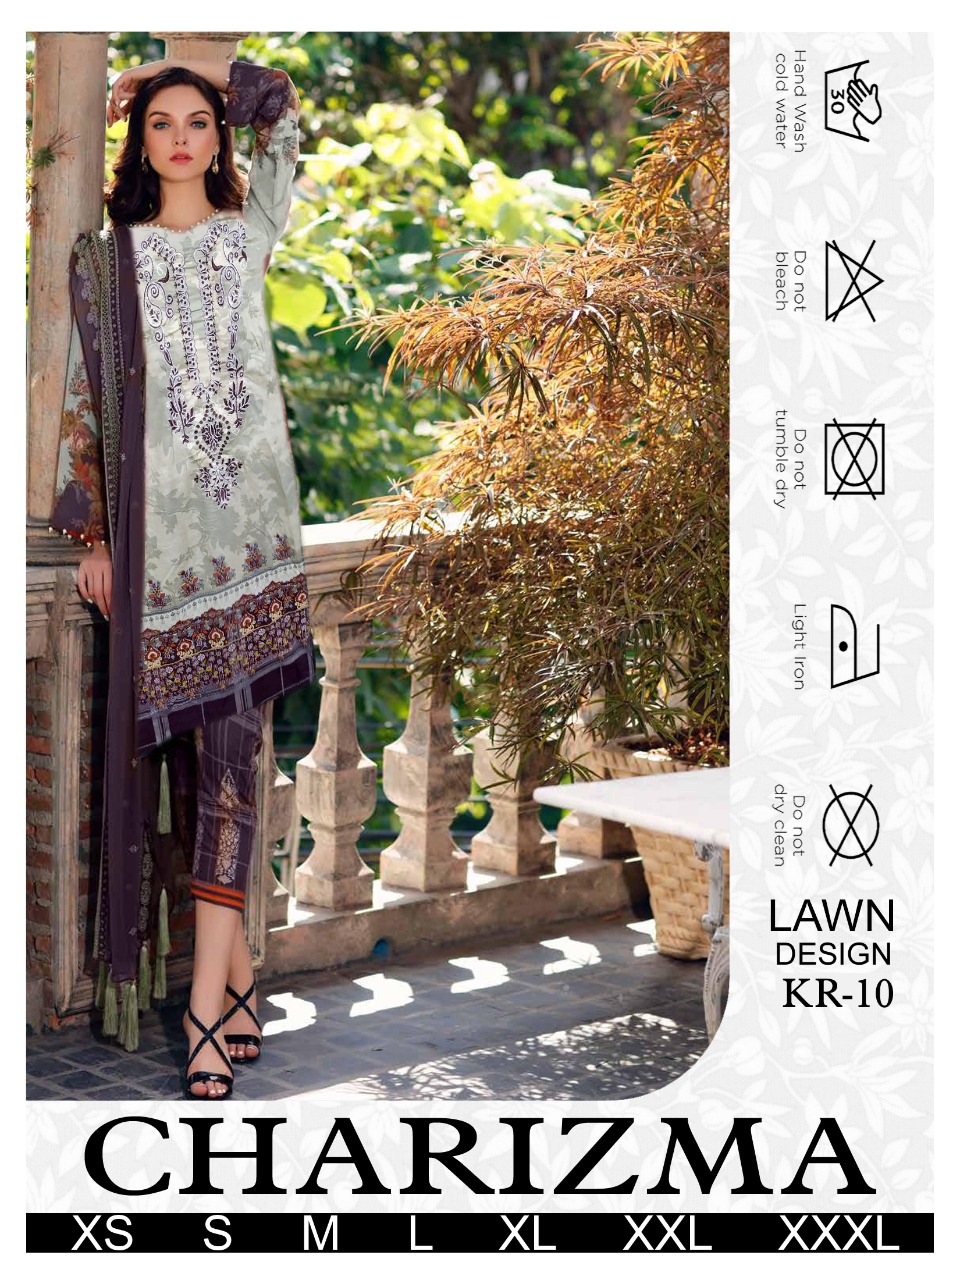 Hand Wash
cold water
30
Do not
bleach
Do not
tumble dry
Light Iron
Do not
dry clean
LAWN
DESIGN
KR-10
CHARIZMA
XS S M L XL XXL XXXL